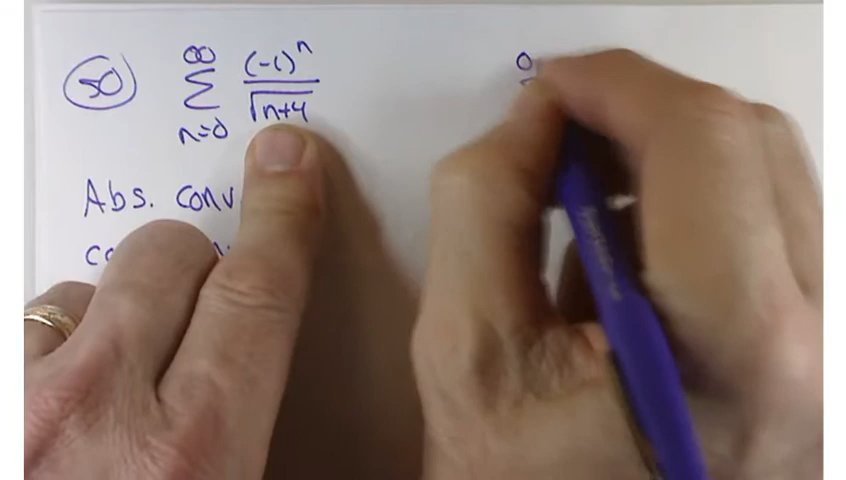 50 ∞ (-1)^n
Σ
√n+4
n=0
Abs. conv